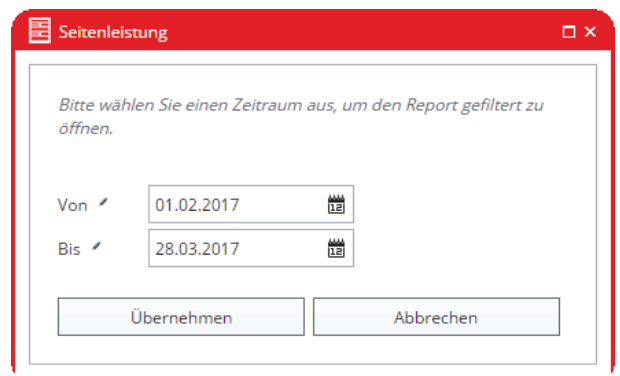 Seitenleistung
Bitte wählen Sie einen Zeitraum aus, um den Report gefiltert zu
öffnen.
Von 01.02.2017
Bis 28.03.2017
Übernehmen Abbrechen